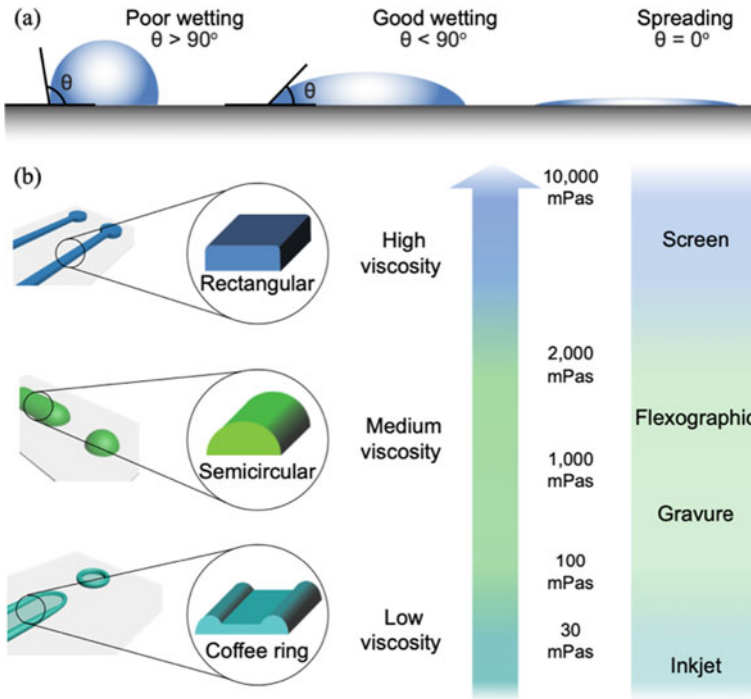 (a)
Poor wetting
θ > 90°
Good wetting
θ < 90°
Spreading
θ = 0°
θ
θ
(b)
Rectangular
High
viscosity
10,000
mPas
Screen
2,000
mPas
Semicircular
Medium
viscosity
Flexographic
1,000
mPas
Gravure
100
mPas
Coffee ring
Low
viscosity
30
mPas
Inkjet